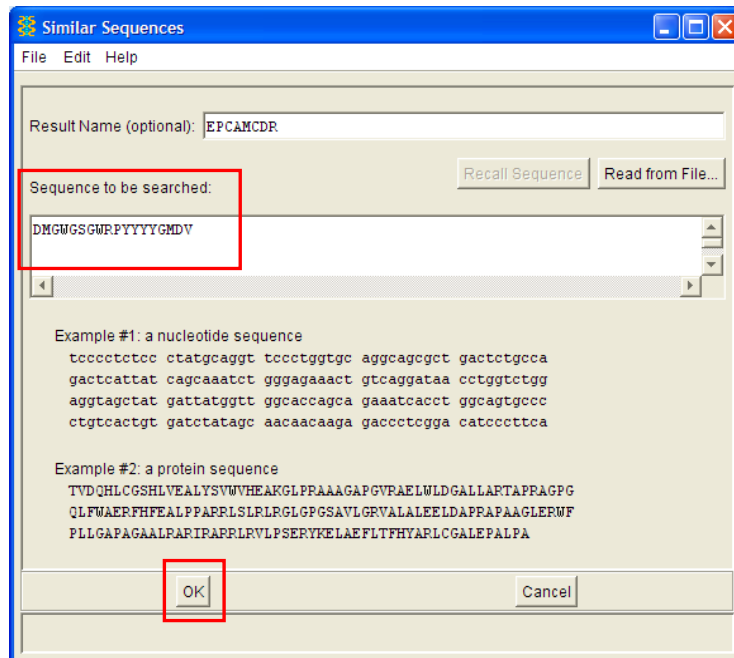 Similar Sequences
File Edit Help
Result Name (optional): EPCAMCDR
Recall Sequence Read from File...
Sequence to be searched:
DMGWGSGWRPYYYYGMDV
Example #1: a nucleotide sequence
tcccctctcc ctatgcaggt tccctggtgc aggcagcgct gactctgcca
gactcattat cagcaaatct gggagaaact gtcaggataa cctggtctgg
aggtagctat gattatggtt ggcaccagca gaaatcacct ggcagtgccc
ctgtcactgt gatctatagc aacaacaaga gaccctcgga catcccttca
Example #2: a protein sequence
TVDQHLCGSHLVEALYSVWVHEAKGLPRAAAGAPGVRAELWLDGALLARTAPRAGPG
QLFWAERFHFEALPPARRLSLRLRGLGPGSAVLGRVALALEELDAPRAPAAGLERWF
PLLGAPAGAALRARIRARRLRVLPSERYKELAEFLTFHYARLCGALEPALPA
OK Cancel